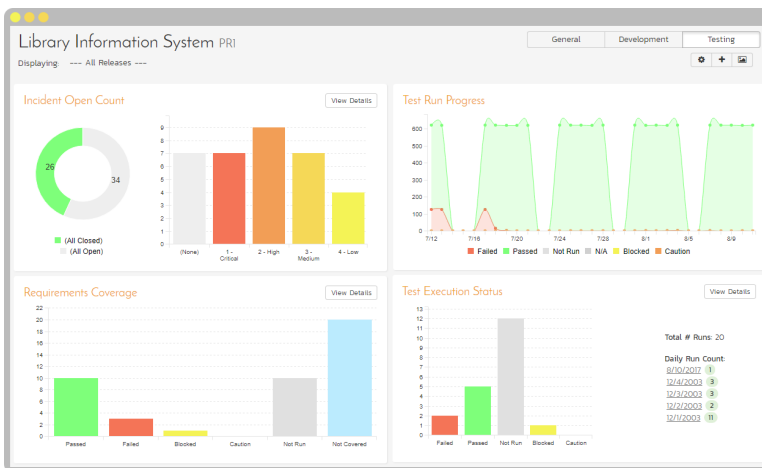 Library Information System PR1
General Development Testing
Displaying: --- All Releases ---
Incident Open Count
View Details
26
34
(All Closed)
(All Open)
9
8
7
6
5
4
3
2
1
0
(None)
1 - Critical
2 - High
3 - Medium
4 - Low
Test Run Progress
600
500
400
300
200
100
0
7/12 7/16 7/20 7/24 7/28 8/1 8/5 8/9
Failed Passed Not Run N/A Blocked Caution
Requirements Coverage
View Details
22
20
18
16
14
12
10
8
6
4
2
0
Passed Failed Blocked Caution Not Run Not Covered
Test Execution Status
View Details
13
12
11
10
9
8
7
6
5
4
3
2
1
0
Failed Passed Not Run Blocked Caution
Total # Runs: 20
Daily Run Count:
8/10/2017 1
12/4/2003 3
12/3/2003 3
12/2/2003 2
12/1/2003 11